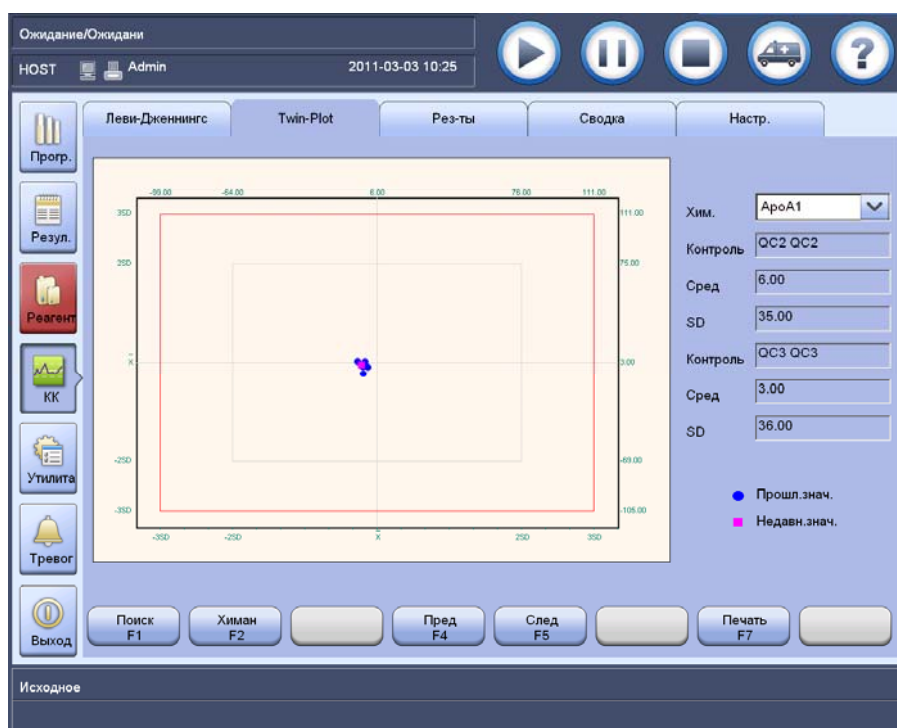 Ожидание/Ожидани
HOST Admin 2011-03-03 10:25
?
Леви-Дженнингс Twin-Plot Рез-ты Сводка Настр.
Прогр.
Резул.
Реагент
КК
Утилита
Тревог
Выход
-99.00 -64.00 6.00 76.00 111.00
3SD 111.00
2SD 75.00
X 3.00
-2SD -69.00
-3SD -105.00
-3SD -2SD X 2SD 3SD
Хим. ApoA1
Контроль QC2 QC2
Сред 6.00
SD 35.00
Контроль QC3 QC3
Сред 3.00
SD 36.00
Прошл.знач.
Недавн.знач.
Поиск F1
Химан F2
Пред F4
След F5
Печать F7
Исходное